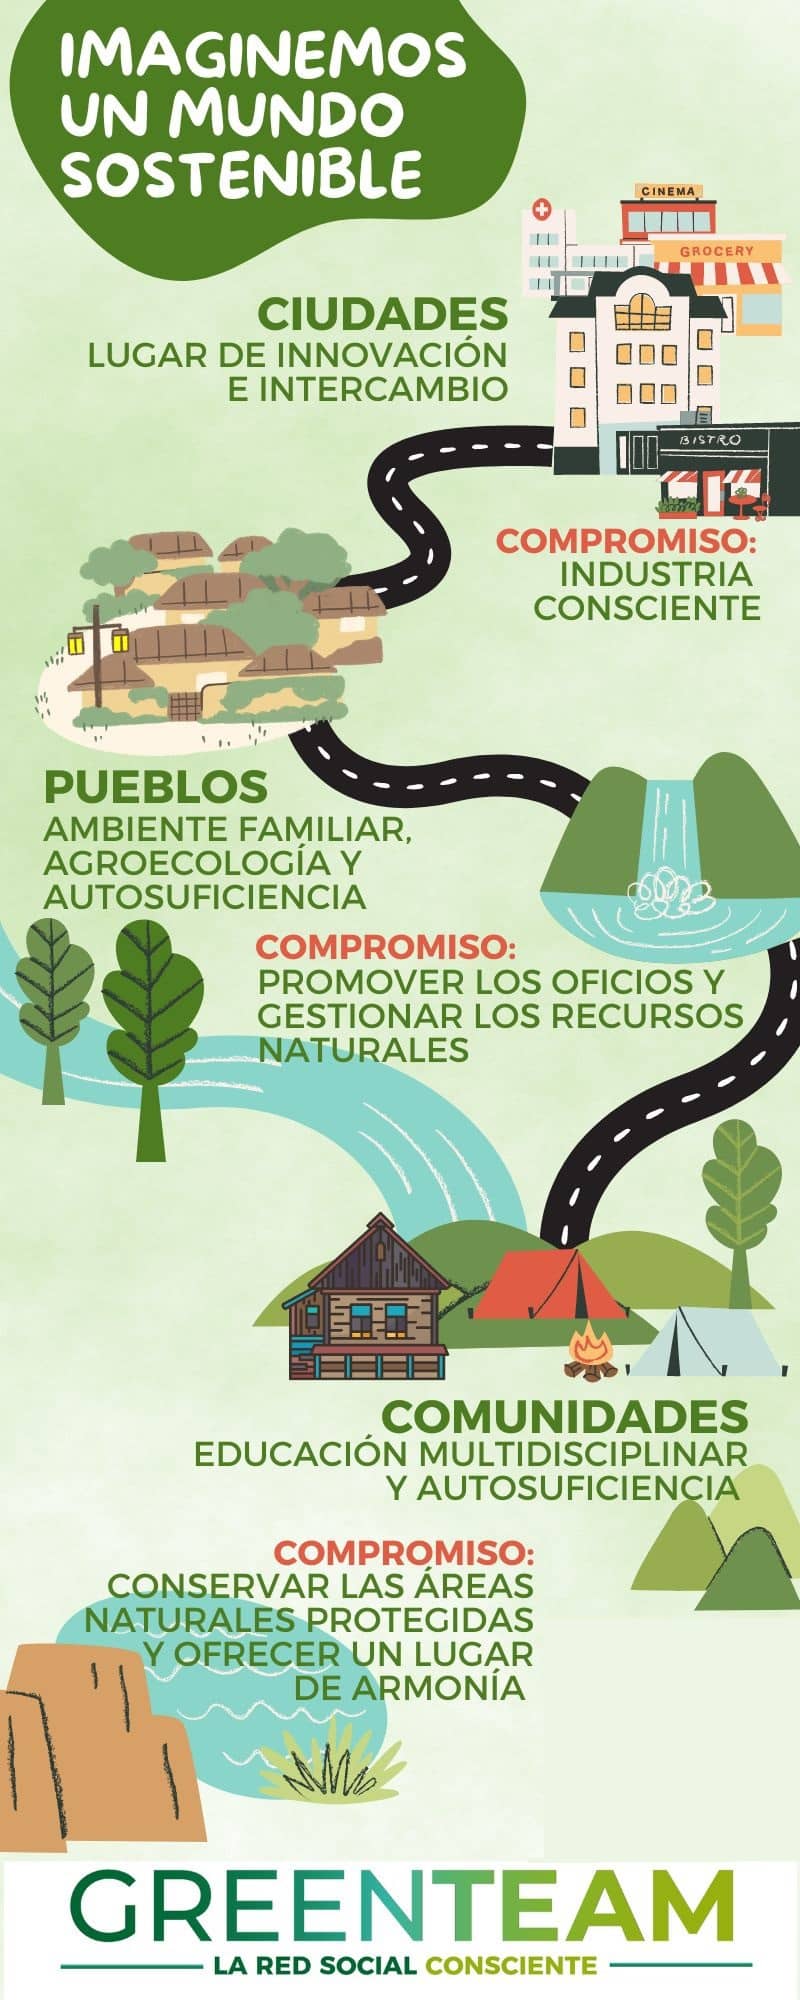 IMAGINEMOS
UN MUNDO
SOSTENIBLE
CINEMA
GROCERY
CIUDADES
LUGAR DE INNOVACIÓN
E INTERCAMBIO
BISTRO
COMPROMISO:
INDUSTRIA
CONSCIENTE
PUEBLOS
AMBIENTE FAMILIAR,
AGROECOLOGÍA Y
AUTOSUFICIENCIA
COMPROMISO:
PROMOVER LOS OFICIOS Y
GESTIONAR LOS RECURSOS
NATURALES
COMUNIDADES
EDUCACIÓN MULTIDISCIPLINAR
Y AUTOSUFICIENCIA
COMPROMISO:
CONSERVAR LAS ÁREAS
NATURALES PROTEGIDAS
Y OFRECER UN LUGAR
DE ARMONÍA
GREENTEAM
LA RED SOCIAL CONSCIENTE